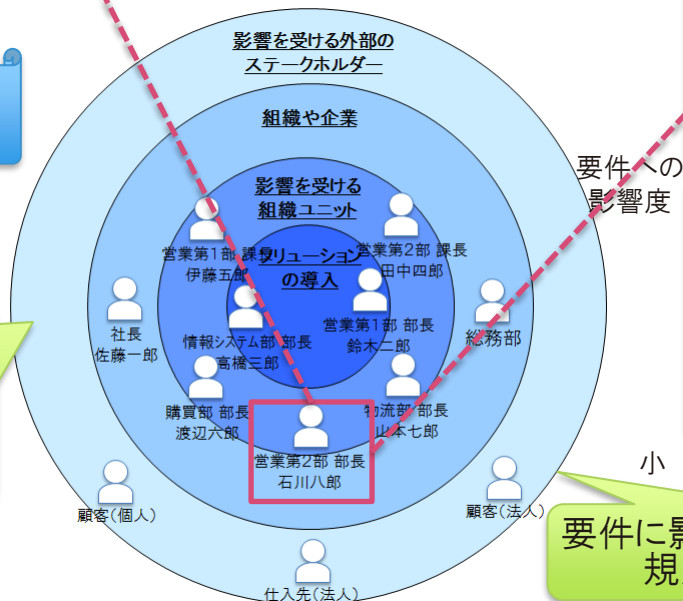 影響を受ける外部の
ステークホルダー
組織や企業
要件への
影響度
影響を受ける
組織ユニット
営業第1部 課長
伊藤五郎
ソリューション
の導入
営業第2部 課長
田中四郎
社長
佐藤一郎
情報システム部 部長
高橋三郎
営業第1部 部長
鈴木二郎
総務部
購買部 部長
渡辺六郎
物流部 部長
山本七郎
営業第2部 部長
石川八郎
小
顧客(個人)
顧客(法人)
要件に影
規
仕入先(法人)